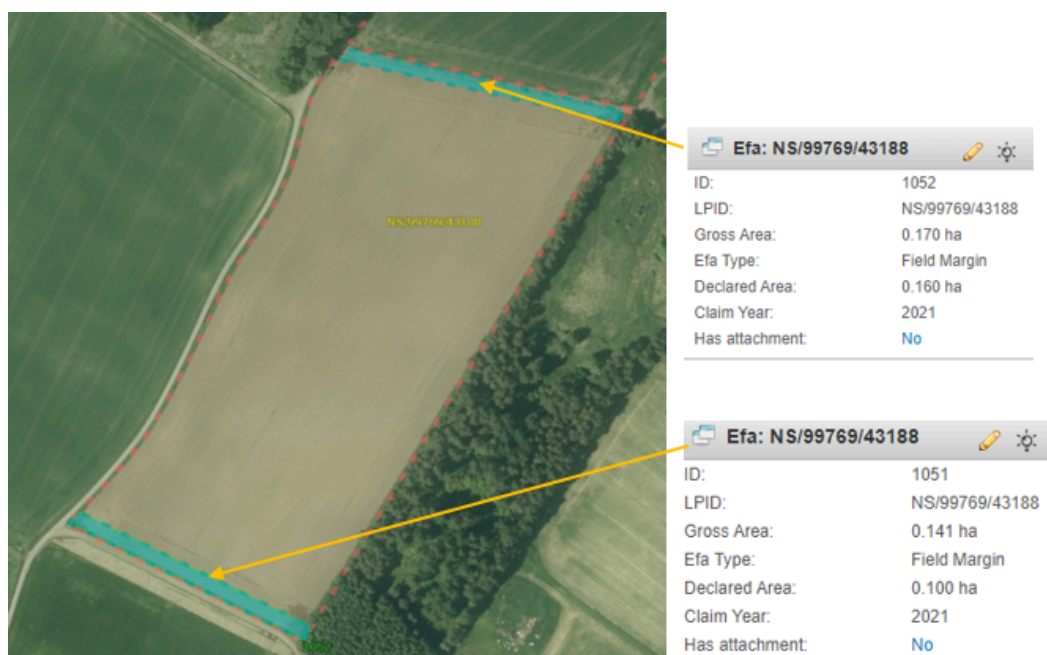 NS/99769/43188
Efa: NS/99769/43188
ID: 1052
LPID: NS/99769/43188
Gross Area: 0.170 ha
Efa Type: Field Margin
Declared Area: 0.160 ha
Claim Year: 2021
Has attachment: No
Efa: NS/99769/43188
ID: 1051
LPID: NS/99769/43188
Gross Area: 0.141 ha
Efa Type: Field Margin
Declared Area: 0.100 ha
Claim Year: 2021
Has attachment: No